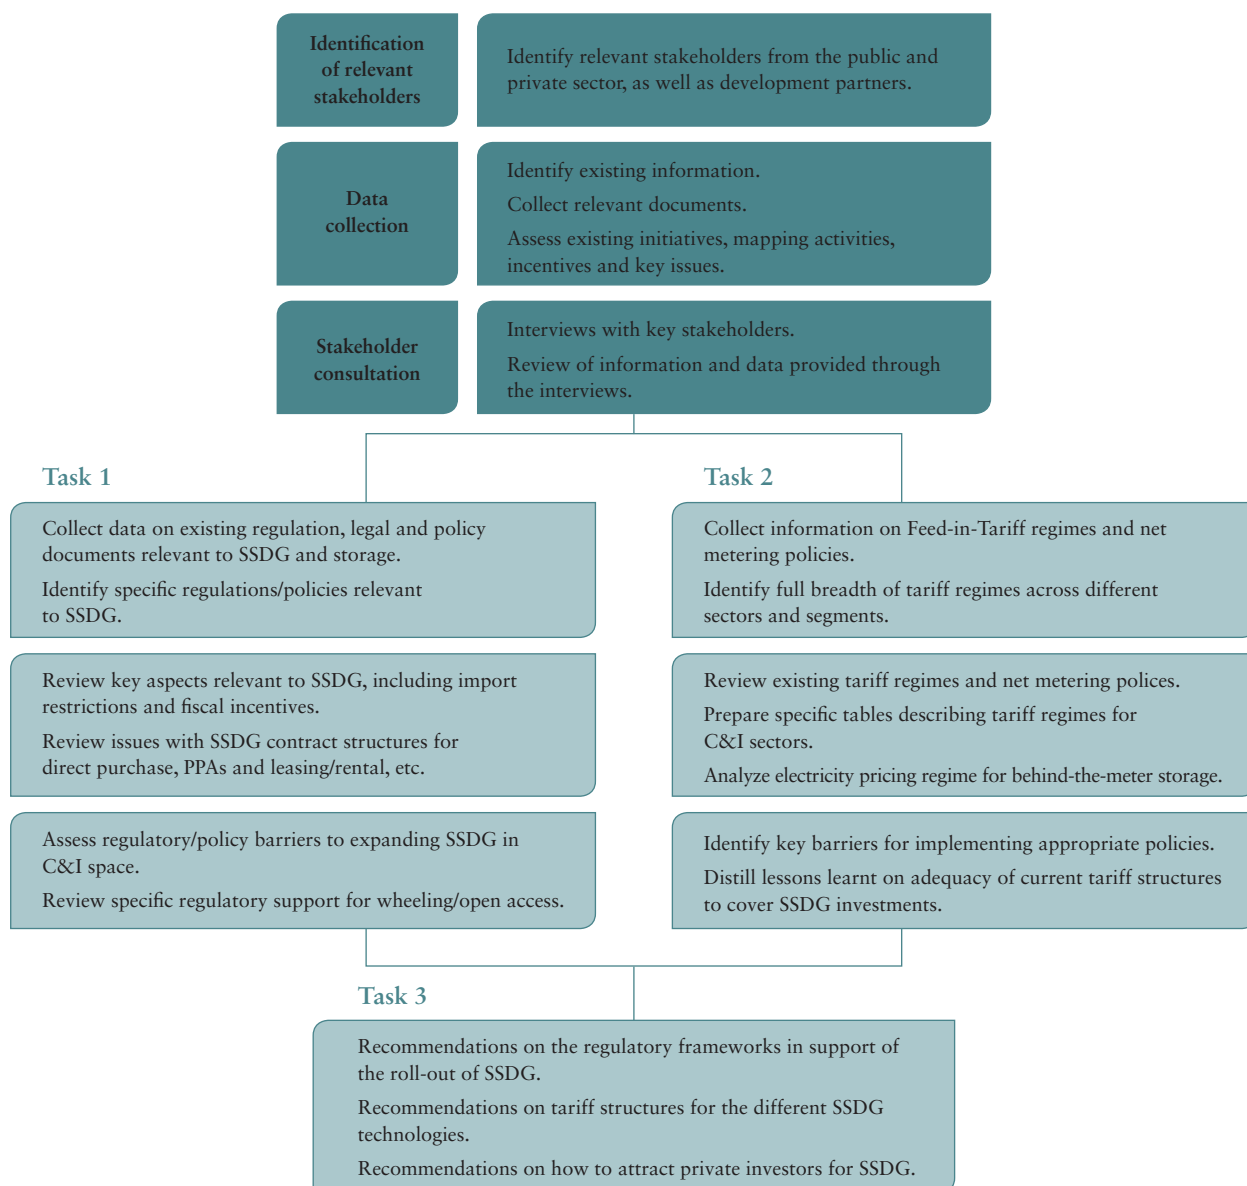 Identification
of relevant
stakeholders
Identify relevant stakeholders from the public and
private sector, as well as development partners.
Data
collection
Identify existing information.
Collect relevant documents.
Assess existing initiatives, mapping activities,
incentives and key issues.
Stakeholder
consultation
Interviews with key stakeholders.
Review of information and data provided through
the interviews.
Task 1
Collect data on existing regulation, legal and policy
documents relevant to SSDG and storage.
Identify specific regulations/policies relevant
to SSDG.
Review key aspects relevant to SSDG, including import
restrictions and fiscal incentives.
Review issues with SSDG contract structures for
direct purchase, PPAs and leasing/rental, etc.
Assess regulatory/policy barriers to expanding SSDG in
C&I space.
Review specific regulatory support for wheeling/open access.
Task 2
Collect information on Feed-in-Tariff regimes and net
metering policies.
Identify full breadth of tariff regimes across different
sectors and segments.
Review existing tariff regimes and net metering polices.
Prepare specific tables describing tariff regimes for
C&I sectors.
Analyze electricity pricing regime for behind-the-meter storage.
Identify key barriers for implementing appropriate policies.
Distill lessons learnt on adequacy of current tariff structures
to cover SSDG investments.
Task 3
Recommendations on the regulatory frameworks in support of
the roll-out of SSDG.
Recommendations on tariff structures for the different SSDG
technologies.
Recommendations on how to attract private investors for SSDG.